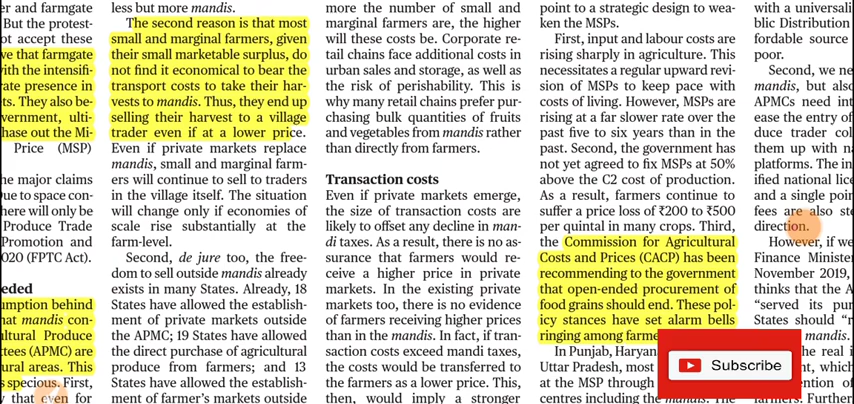 er and farmgate
But the protest-
ot accept these
ve that farmgate
with the intensifi-
rate presence in
ets. They also be-
vernment, ulti-
hase out the Mi-
Price (MSP)
he major claims
Due to space con-
here will only be
Produce Trade
Promotion and
020 (FPTC Act).
eded
umption behind
hat mandis con-
ultural Produce
tees (APMC) are
ural areas. This
s specious. First,
y that even for
less but more mandis.
The second reason is that most
small and marginal farmers, given
their small marketable surplus, do
not find it economical to bear the
transport costs to take their har-
vests to mandis. Thus, they end up
selling their harvest to a village
trader even if at a lower price.
Even if private markets replace
mandis, small and marginal farm-
ers will continue to sell to traders
in the village itself. The situation
will change only if economies of
scale rise substantially at the
farm-level.
Second, de jure too, the free-
dom to sell outside mandis already
exists in many States. Already, 18
States have allowed the establish-
ment of private markets outside
the APMC; 19 States have allowed
the direct purchase of agricultural
produce from farmers; and 13
States have allowed the establish-
ment of farmer's markets outside
more the number of small and
marginal farmers are, the higher
will these costs be. Corporate re-
tail chains face additional costs in
urban sales and storage, as well as
the risk of perishability. This is
why many retail chains prefer pur-
chasing bulk quantities of fruits
and vegetables from mandis rather
than directly from farmers.
Transaction costs
Even if private markets emerge,
the size of transaction costs are
likely to offset any decline in man-
di taxes. As a result, there is no as-
surance that farmers would re-
ceive a higher price in private
markets. In the existing private
markets too, there is no evidence
of farmers receiving higher prices
than in the mandis. In fact, if tran-
saction costs exceed mandi taxes,
the costs would be transferred to
the farmers as a lower price. This,
then, would imply a stronger
point to a strategic design to wea-
ken the MSPs.
First, input and labour costs are
rising sharply in agriculture. This
necessitates a regular upward revi-
sion of MSPs to keep pace with
costs of living. However, MSPs are
rising at a far slower rate over the
past five to six years than in the
past. Second, the government has
not yet agreed to fix MSPs at 50%
above the C2 cost of production.
As a result, farmers continue to
suffer a price loss of ₹200 to ₹500
per quintal in many crops. Third,
the Commission for Agricultural
Costs and Prices (CACP) has been
recommending to the government
that open-ended procurement of
food grains should end. These pol-
icy stances have set alarm bells
ringing among farme
In Punjab, Haryan
Uttar Pradesh, most
at the MSP through
centres including the mandis. The
with a universali
blic Distribution
fordable source
poor.
Second, we ne
mandis, but also
APMCs need int
ease the entry of
duce trader col
them up with n
platforms. The in
ified national lice
and a single poin
fees are also ste
direction.
However, if we
Finance Minister
November 2019,
thinks that the A
"served its pur
States should "r
mandis.
he real i
nt, which
ention of
farmers. Further,
Subscribe